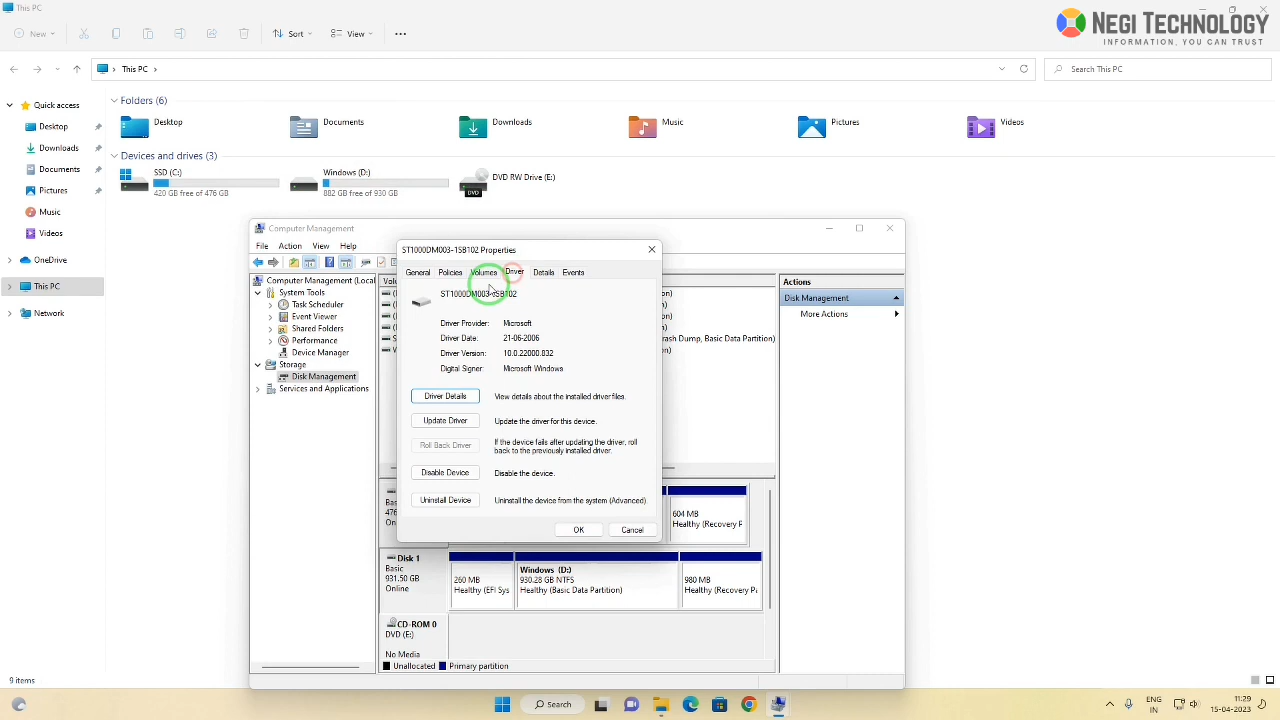 This PC
NEGI TECHNOLOGY
INFORMATION, YOU CAN TRUST
New
Sort
View
This PC
Search This PC
Quick access
Desktop
Downloads
Documents
Pictures
Music
Videos
OneDrive
This PC
Network
Folders (6)
Desktop
Documents
Downloads
Music
Pictures
Videos
Devices and drives (3)
SSD (C:)
420 GB free of 476 GB
Windows (D:)
882 GB free of 930 GB
DVD RW Drive (E:)
DVD
Computer Management
File Action View Help
Computer Management (Local
System Tools
Task Scheduler
Event Viewer
Shared Folders
Performance
Device Manager
Storage
Disk Management
Services and Applications
ST1000DM003-1SB102 Properties
General Policies Volumes Driver Details Events
ST1000DM003-1SB102
Driver Provider: Microsoft
Driver Date: 21-06-2006
Driver Version: 10.0.22000.832
Digital Signer: Microsoft Windows
Driver Details View details about the installed driver files.
Update Driver Update the driver for this device.
Roll Back Driver If the device fails after updating the driver, roll
back to the previously installed driver.
Disable Device Disable the device.
Uninstall Device Uninstall the device from the system (Advanced).
OK Cancel
rash Dump, Basic Data Partition)
Actions
Disk Management
More Actions
604 MB
Healthy (Recovery P
Disk 1
Basic
931.50 GB
Online
260 MB
Healthy (EFI Sys
Windows (D:)
930.28 GB NTFS
Healthy (Basic Data Partition)
980 MB
Healthy (Recovery Pa
CD-ROM 0
DVD (E:)
No Media
Unallocated Primary partition
9 items
Search
ENG
IN
11:29
15-04-2023